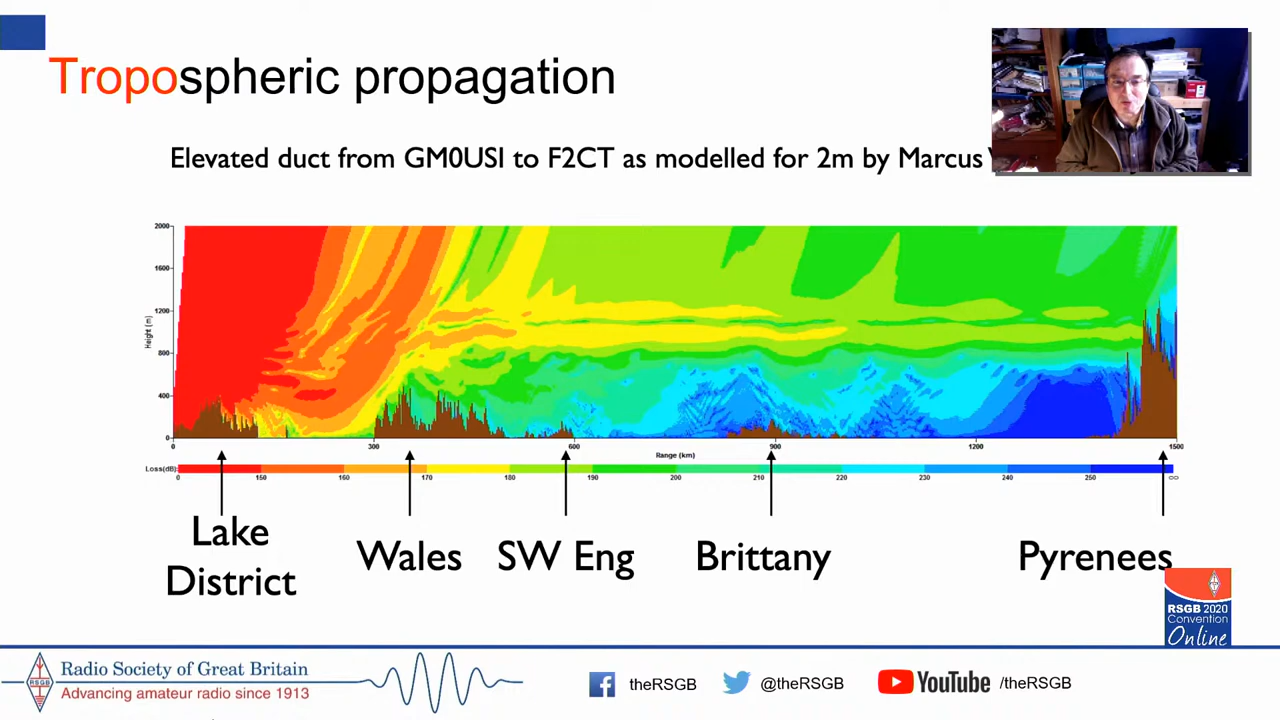 Tropospheric propagation
Elevated duct from GM0USI to F2CT as modelled for 2m by Marcus
2000
1600
1200
800
400
0
Height (m)
0 300 600 900 1200 1500
Range (km)
Loss(dB)
0 150 160 170 180 190 200 210 220 230 240 250 ∞
Lake
District
Wales
SW Eng
Brittany
Pyrenees
RSGB 2020
Convention
Online
RSGB
Radio Society of Great Britain
Advancing amateur radio since 1913
theRSGB
@theRSGB
YouTube /theRSGB